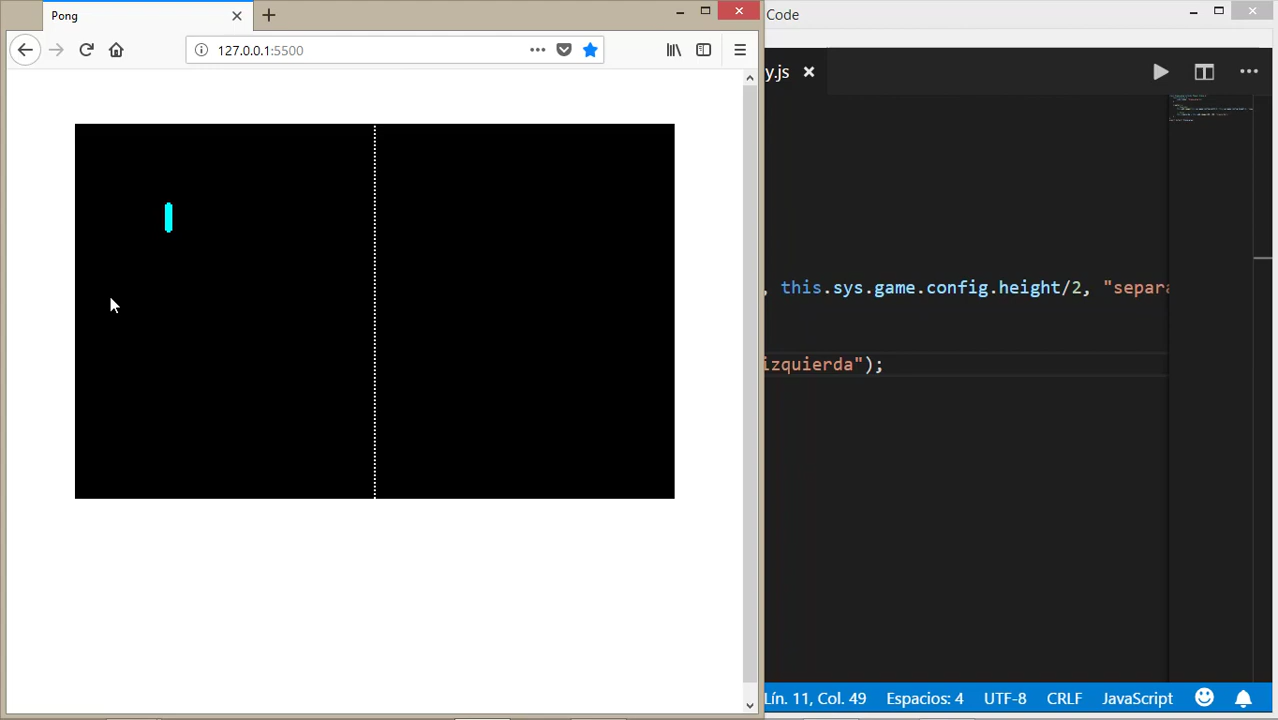 Pong
Code
127.0.0.1:5500
y.js
, this.sys.game.config.height/2, "separa
izquierda");
Lín. 11, Col. 49 Espacios: 4 UTF-8 CRLF JavaScript